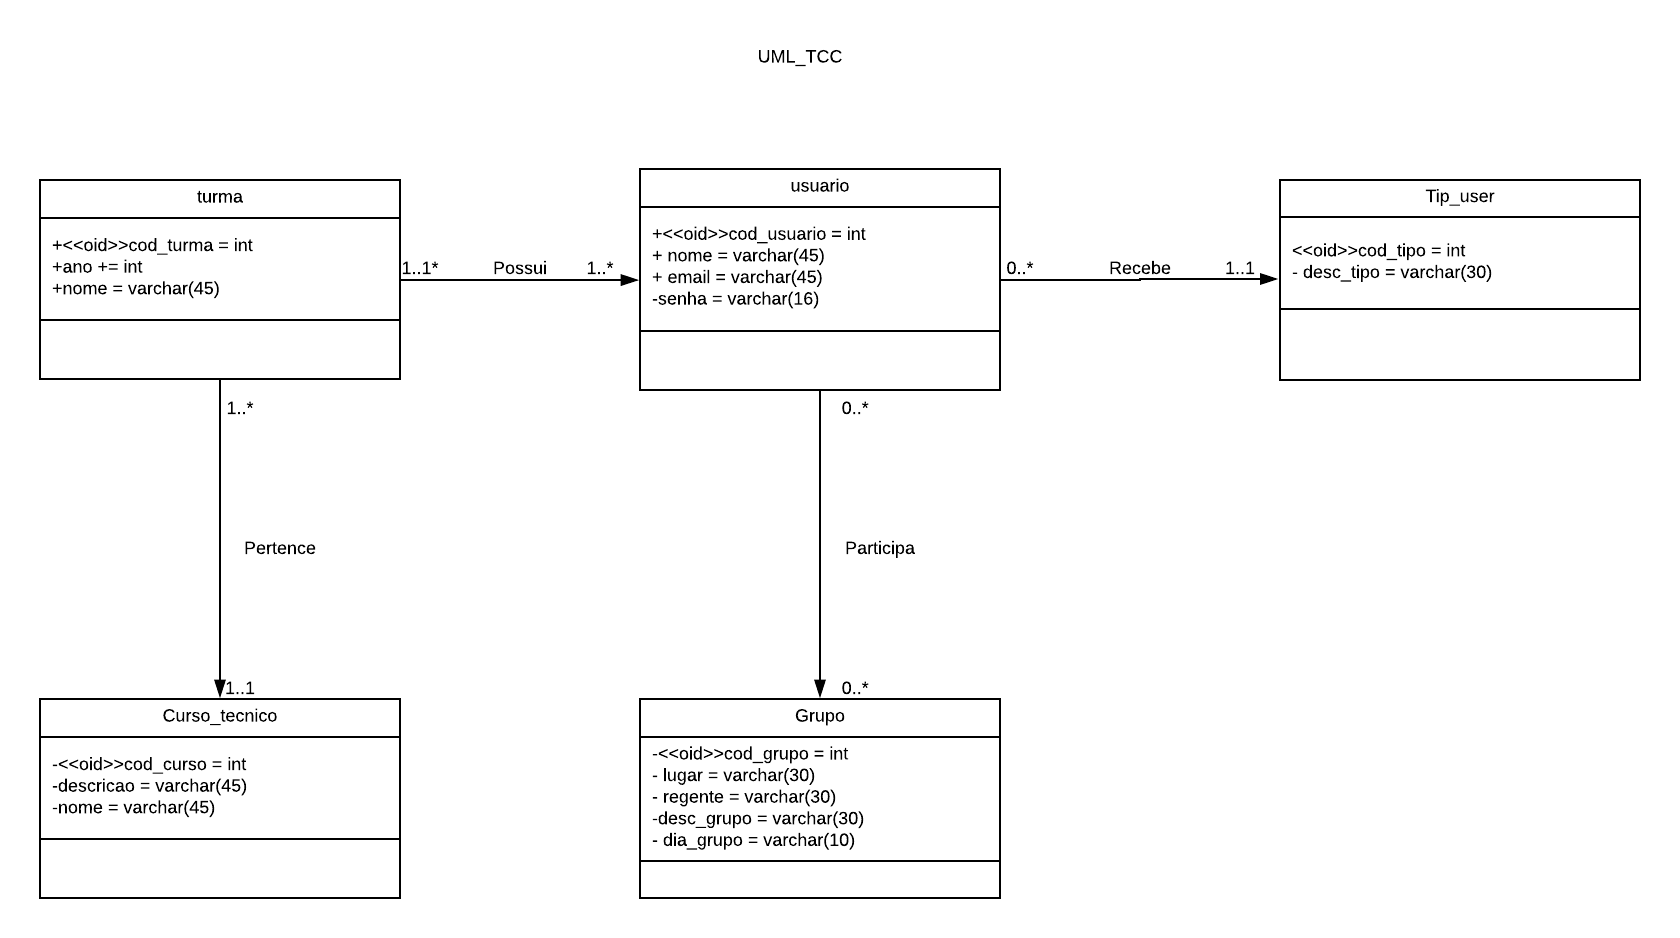 UML_TCC
turma
+<<oid>>cod_turma = int
+ano += int
+nome = varchar(45)
1..1*
Possui
1..*
usuario
+<<oid>>cod_usuario = int
+ nome = varchar(45)
+ email = varchar(45)
-senha = varchar(16)
0..*
Recebe
1..1
Tip_user
<<oid>>cod_tipo = int
- desc_tipo = varchar(30)
1..*
Pertence
1..1
0..*
Participa
0..*
Curso_tecnico
-<<oid>>cod_curso = int
-descricao = varchar(45)
-nome = varchar(45)
Grupo
-<<oid>>cod_grupo = int
- lugar = varchar(30)
- regente = varchar(30)
-desc_grupo = varchar(30)
- dia_grupo = varchar(10)